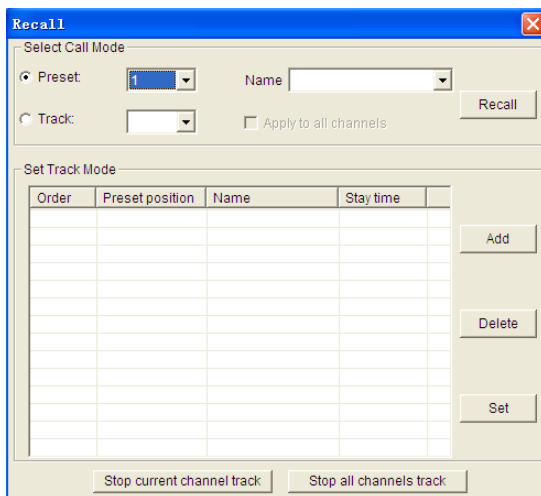 Recall
Select Call Mode
Preset: 1 Name
Recall
Track: Apply to all channels
Set Track Mode
Order Preset position Name Stay time
Add
Delete
Set
Stop current channel track Stop all channels track